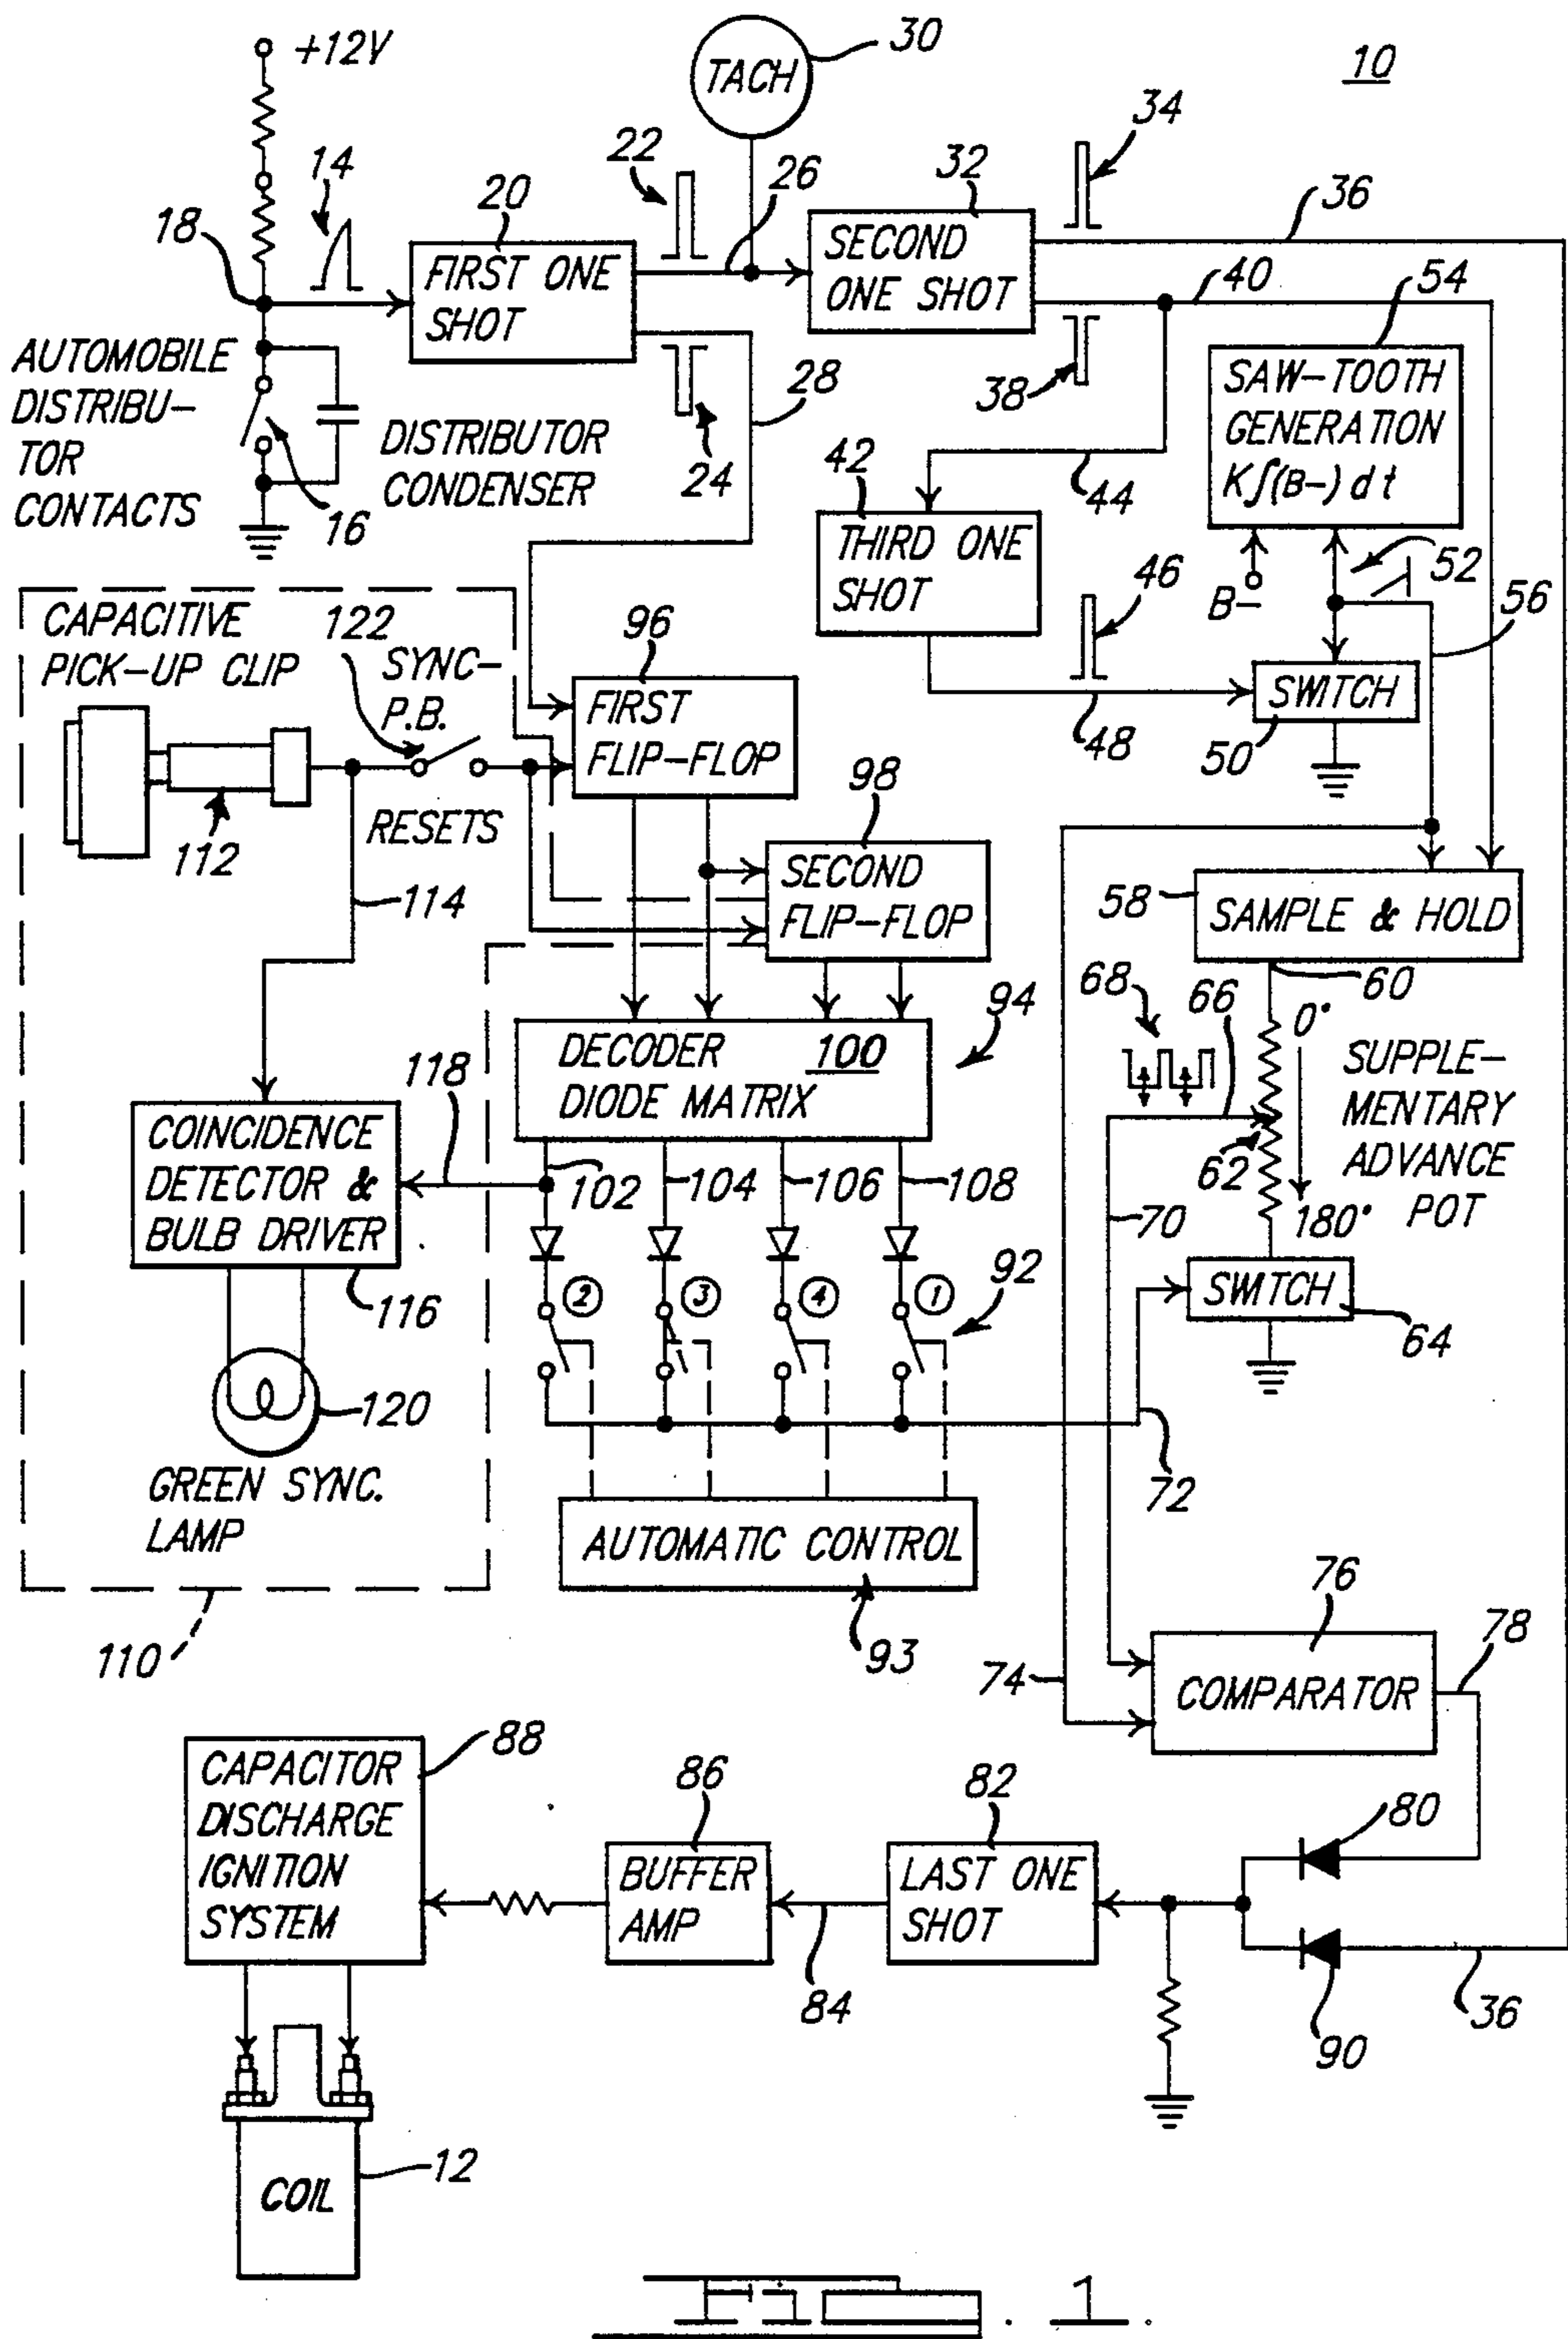 +12V
TACH
30
10
14
22
26
32
34
18
20
FIRST ONE
SHOT
SECOND
ONE SHOT
36
40
54
AUTOMOBILE
DISTRIBU-
TOR
CONTACTS
16
DISTRIBUTOR
CONDENSER
24
28
38
SAW-TOOTH
GENERATION
K∫(B-) dt
42
44
THIRD ONE
SHOT
46
48
B-
52
56
SWITCH
50
CAPACITIVE
PICK-UP CLIP
122
SYNC-
P.B.
RESETS
112
114
96
FIRST
FLIP-FLOP
98
SECOND
FLIP-FLOP
58
SAMPLE & HOLD
60
68
66
0°
62
180°
SUPPLE-
MENTARY
ADVANCE
POT
94
DECODER 100
DIODE MATRIX
118
COINCIDENCE
DETECTOR &
BULB DRIVER
116
102
104
106
108
2
3
4
1
92
70
SWITCH
64
120
GREEN SYNC.
LAMP
72
AUTOMATIC CONTROL
93
110
74
76
COMPARATOR
78
88
CAPACITOR
DISCHARGE
IGNITION
SYSTEM
86
BUFFER
AMP
82
LAST ONE
SHOT
84
80
90
36
COIL
12
FIG. 1.